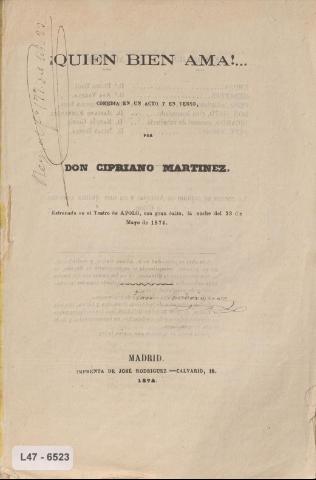 ¡QUIEN BIEN AMA!...
COMEDIA EN UN ACTO Y EN VERSO,
POR
DON CIPRIANO MARTINEZ.
Estrenada en el Teatro de APOLO, con gran éxito, la noche del 23 de
Mayo de 1874.
MADRID.
IMPRENTA DE JOSÉ RODRIGUEZ.—CALVARIO, 18.
1874.
L47 - 6523